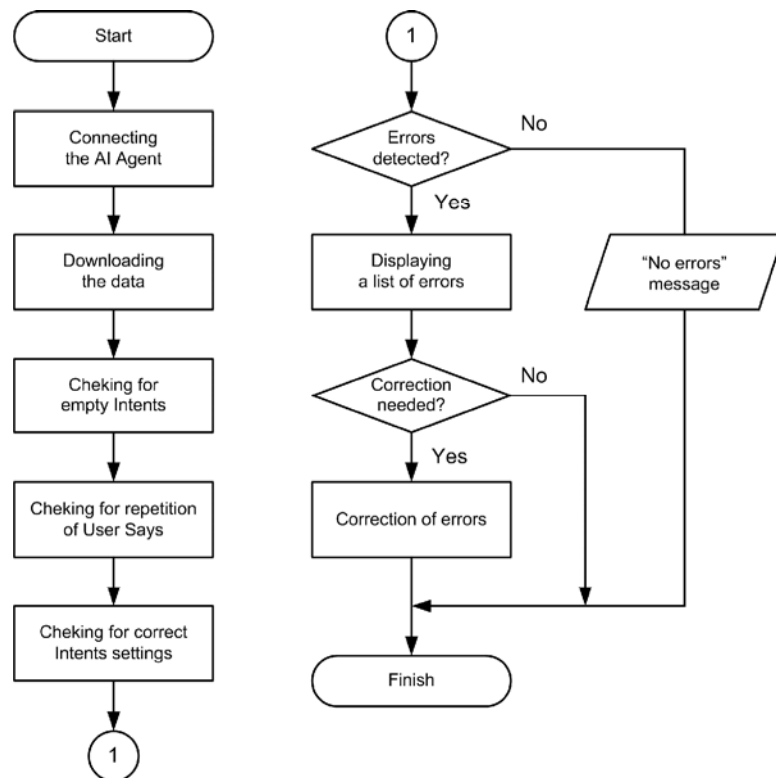 Start
Connecting
the AI Agent
Downloading
the data
Cheking for
empty Intents
Cheking for repetition
of User Says
Cheking for correct
Intents settings
1
1
Errors
detected?
No
Yes
Displaying
a list of errors
“No errors”
message
Correction
needed?
No
Yes
Correction of errors
Finish